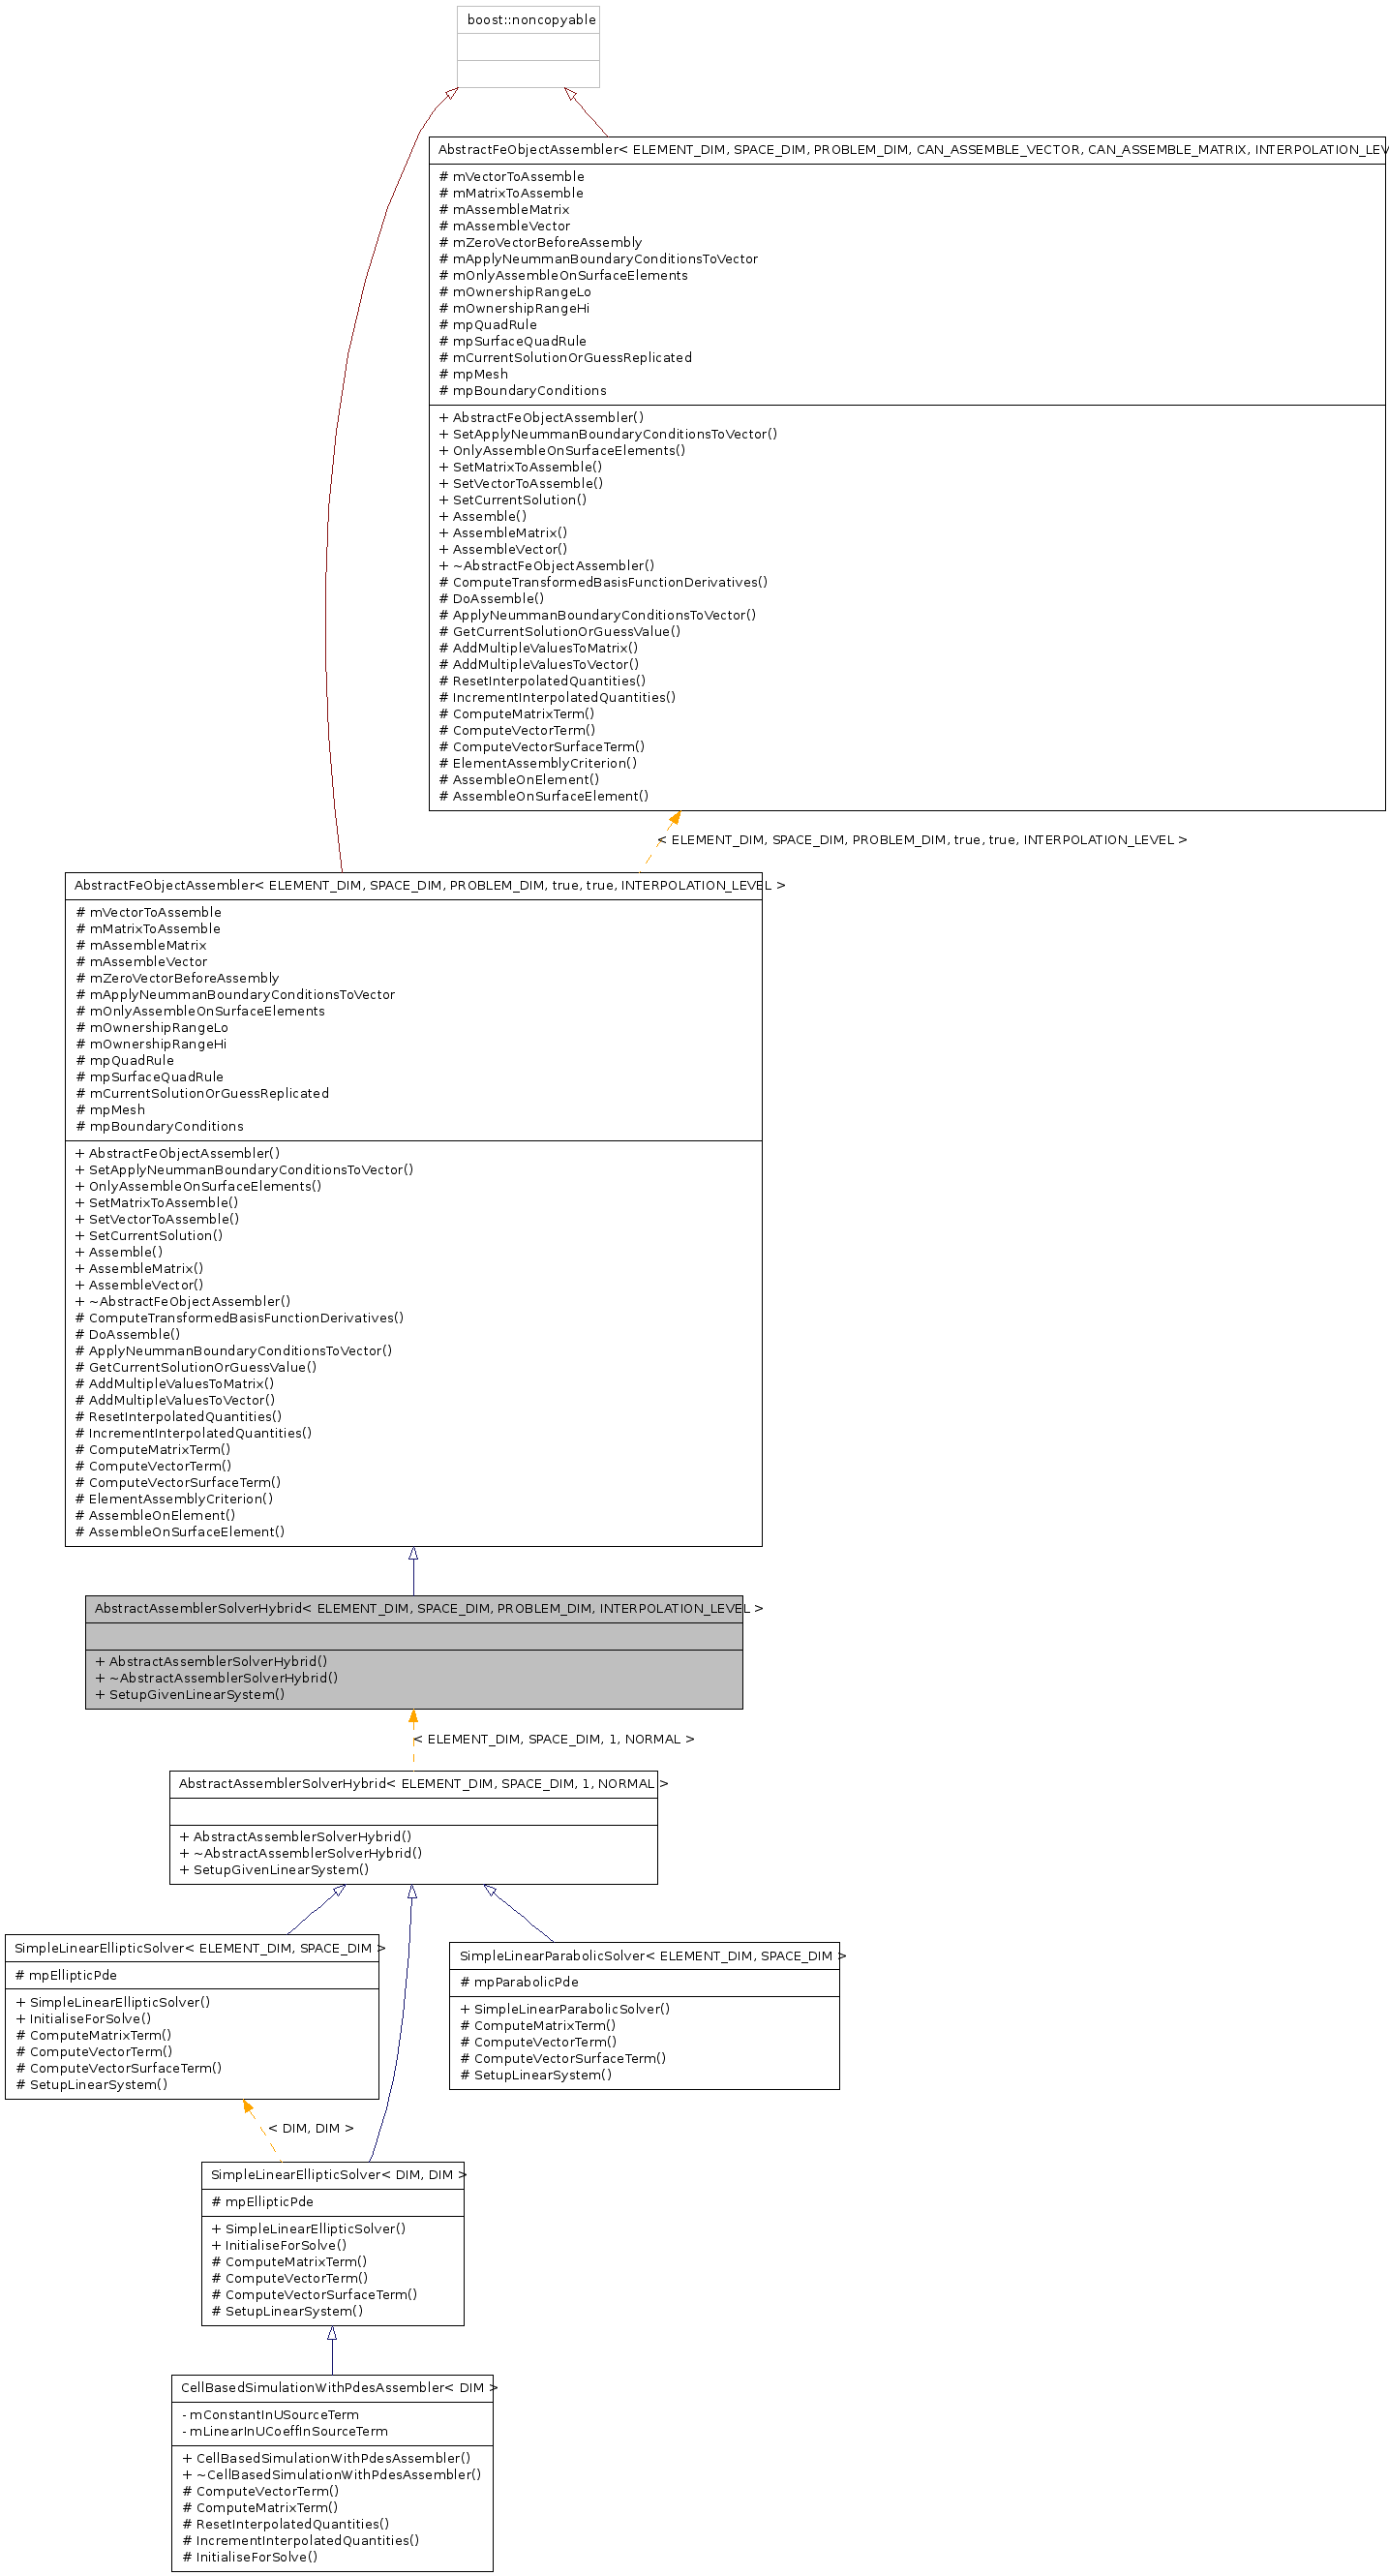 boost::noncopyable
AbstractFeObjectAssembler< ELEMENT_DIM, SPACE_DIM, PROBLEM_DIM, CAN_ASSEMBLE_VECTOR, CAN_ASSEMBLE_MATRIX, INTERPOLATION_LEV
# mVectorToAssemble
# mMatrixToAssemble
# mAssembleMatrix
# mAssembleVector
# mZeroVectorBeforeAssembly
# mApplyNeummanBoundaryConditionsToVector
# mOnlyAssembleOnSurfaceElements
# mOwnershipRangeLo
# mOwnershipRangeHi
# mpQuadRule
# mpSurfaceQuadRule
# mCurrentSolutionOrGuessReplicated
# mpMesh
# mpBoundaryConditions
+ AbstractFeObjectAssembler()
+ SetApplyNeummanBoundaryConditionsToVector()
+ OnlyAssembleOnSurfaceElements()
+ SetMatrixToAssemble()
+ SetVectorToAssemble()
+ SetCurrentSolution()
+ Assemble()
+ AssembleMatrix()
+ AssembleVector()
+ ~AbstractFeObjectAssembler()
# ComputeTransformedBasisFunctionDerivatives()
# DoAssemble()
# ApplyNeummanBoundaryConditionsToVector()
# GetCurrentSolutionOrGuessValue()
# AddMultipleValuesToMatrix()
# AddMultipleValuesToVector()
# ResetInterpolatedQuantities()
# IncrementInterpolatedQuantities()
# ComputeMatrixTerm()
# ComputeVectorTerm()
# ComputeVectorSurfaceTerm()
# ElementAssemblyCriterion()
# AssembleOnElement()
# AssembleOnSurfaceElement()
< ELEMENT_DIM, SPACE_DIM, PROBLEM_DIM, true, true, INTERPOLATION_LEVEL >
AbstractFeObjectAssembler< ELEMENT_DIM, SPACE_DIM, PROBLEM_DIM, true, true, INTERPOLATION_LEVEL >
# mVectorToAssemble
# mMatrixToAssemble
# mAssembleMatrix
# mAssembleVector
# mZeroVectorBeforeAssembly
# mApplyNeummanBoundaryConditionsToVector
# mOnlyAssembleOnSurfaceElements
# mOwnershipRangeLo
# mOwnershipRangeHi
# mpQuadRule
# mpSurfaceQuadRule
# mCurrentSolutionOrGuessReplicated
# mpMesh
# mpBoundaryConditions
+ AbstractFeObjectAssembler()
+ SetApplyNeummanBoundaryConditionsToVector()
+ OnlyAssembleOnSurfaceElements()
+ SetMatrixToAssemble()
+ SetVectorToAssemble()
+ SetCurrentSolution()
+ Assemble()
+ AssembleMatrix()
+ AssembleVector()
+ ~AbstractFeObjectAssembler()
# ComputeTransformedBasisFunctionDerivatives()
# DoAssemble()
# ApplyNeummanBoundaryConditionsToVector()
# GetCurrentSolutionOrGuessValue()
# AddMultipleValuesToMatrix()
# AddMultipleValuesToVector()
# ResetInterpolatedQuantities()
# IncrementInterpolatedQuantities()
# ComputeMatrixTerm()
# ComputeVectorTerm()
# ComputeVectorSurfaceTerm()
# ElementAssemblyCriterion()
# AssembleOnElement()
# AssembleOnSurfaceElement()
AbstractAssemblerSolverHybrid< ELEMENT_DIM, SPACE_DIM, PROBLEM_DIM, INTERPOLATION_LEVEL >
+ AbstractAssemblerSolverHybrid()
+ ~AbstractAssemblerSolverHybrid()
+ SetupGivenLinearSystem()
< ELEMENT_DIM, SPACE_DIM, 1, NORMAL >
AbstractAssemblerSolverHybrid< ELEMENT_DIM, SPACE_DIM, 1, NORMAL >
+ AbstractAssemblerSolverHybrid()
+ ~AbstractAssemblerSolverHybrid()
+ SetupGivenLinearSystem()
SimpleLinearEllipticSolver< ELEMENT_DIM, SPACE_DIM >
# mpEllipticPde
+ SimpleLinearEllipticSolver()
+ InitialiseForSolve()
# ComputeMatrixTerm()
# ComputeVectorTerm()
# ComputeVectorSurfaceTerm()
# SetupLinearSystem()
SimpleLinearParabolicSolver< ELEMENT_DIM, SPACE_DIM >
# mpParabolicPde
+ SimpleLinearParabolicSolver()
# ComputeMatrixTerm()
# ComputeVectorTerm()
# ComputeVectorSurfaceTerm()
# SetupLinearSystem()
< DIM, DIM >
SimpleLinearEllipticSolver< DIM, DIM >
# mpEllipticPde
+ SimpleLinearEllipticSolver()
+ InitialiseForSolve()
# ComputeMatrixTerm()
# ComputeVectorTerm()
# ComputeVectorSurfaceTerm()
# SetupLinearSystem()
CellBasedSimulationWithPdesAssembler< DIM >
- mConstantInUSourceTerm
- mLinearInUCoeffInSourceTerm
+ CellBasedSimulationWithPdesAssembler()
+ ~CellBasedSimulationWithPdesAssembler()
# ComputeVectorTerm()
# ComputeMatrixTerm()
# ResetInterpolatedQuantities()
# IncrementInterpolatedQuantities()
# InitialiseForSolve()